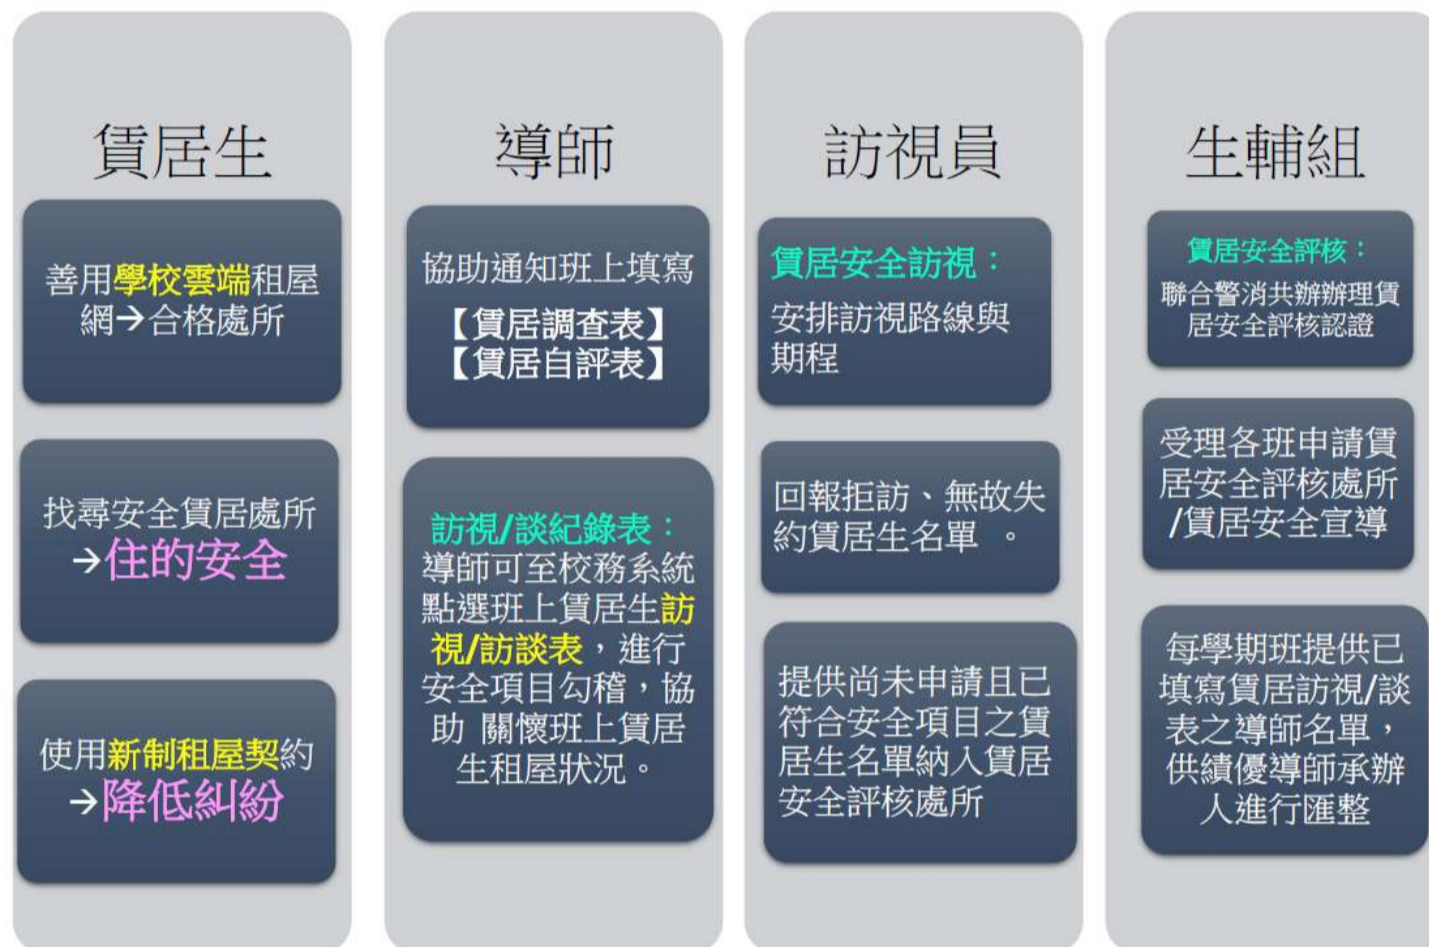 賃居生
善用學校雲端租屋
網→合格處所
找尋安全賃居處所
→住的安全
使用新制租屋契約
→降低糾紛
導師
協助通知班上填寫
【賃居調查表】
【賃居自評表】
訪視/談紀錄表：
導師可至校務系統
點選班上賃居生訪
視/訪談表，進行
安全項目勾稽，協
助 關懷班上賃居
生租屋狀況。
訪視員
賃居安全訪視：
安排訪視路線與
期程
回報拒訪、無故失
約賃居生名單 。
提供尚未申請且已
符合安全項目之賃
居生名單納入賃居
安全評核處所
生輔組
賃居安全評核：
聯合警消共辦辦理賃
居安全評核認證
受理各班申請賃
居安全評核處所
/賃居安全宣導
每學期班提供已
填寫賃居訪視/談
表之導師名單，
供績優導師承辦
人進行匯整